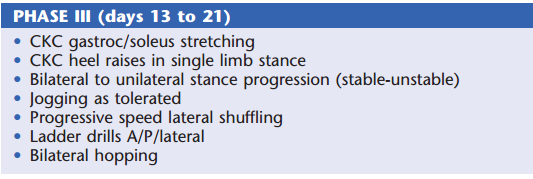 PHASE III (days 13 to 21)
• CKC gastroc/soleus stretching
• CKC heel raises in single limb stance
• Bilateral to unilateral stance progression (stable-unstable)
• Jogging as tolerated
• Progressive speed lateral shuffling
• Ladder drills A/P/lateral
• Bilateral hopping